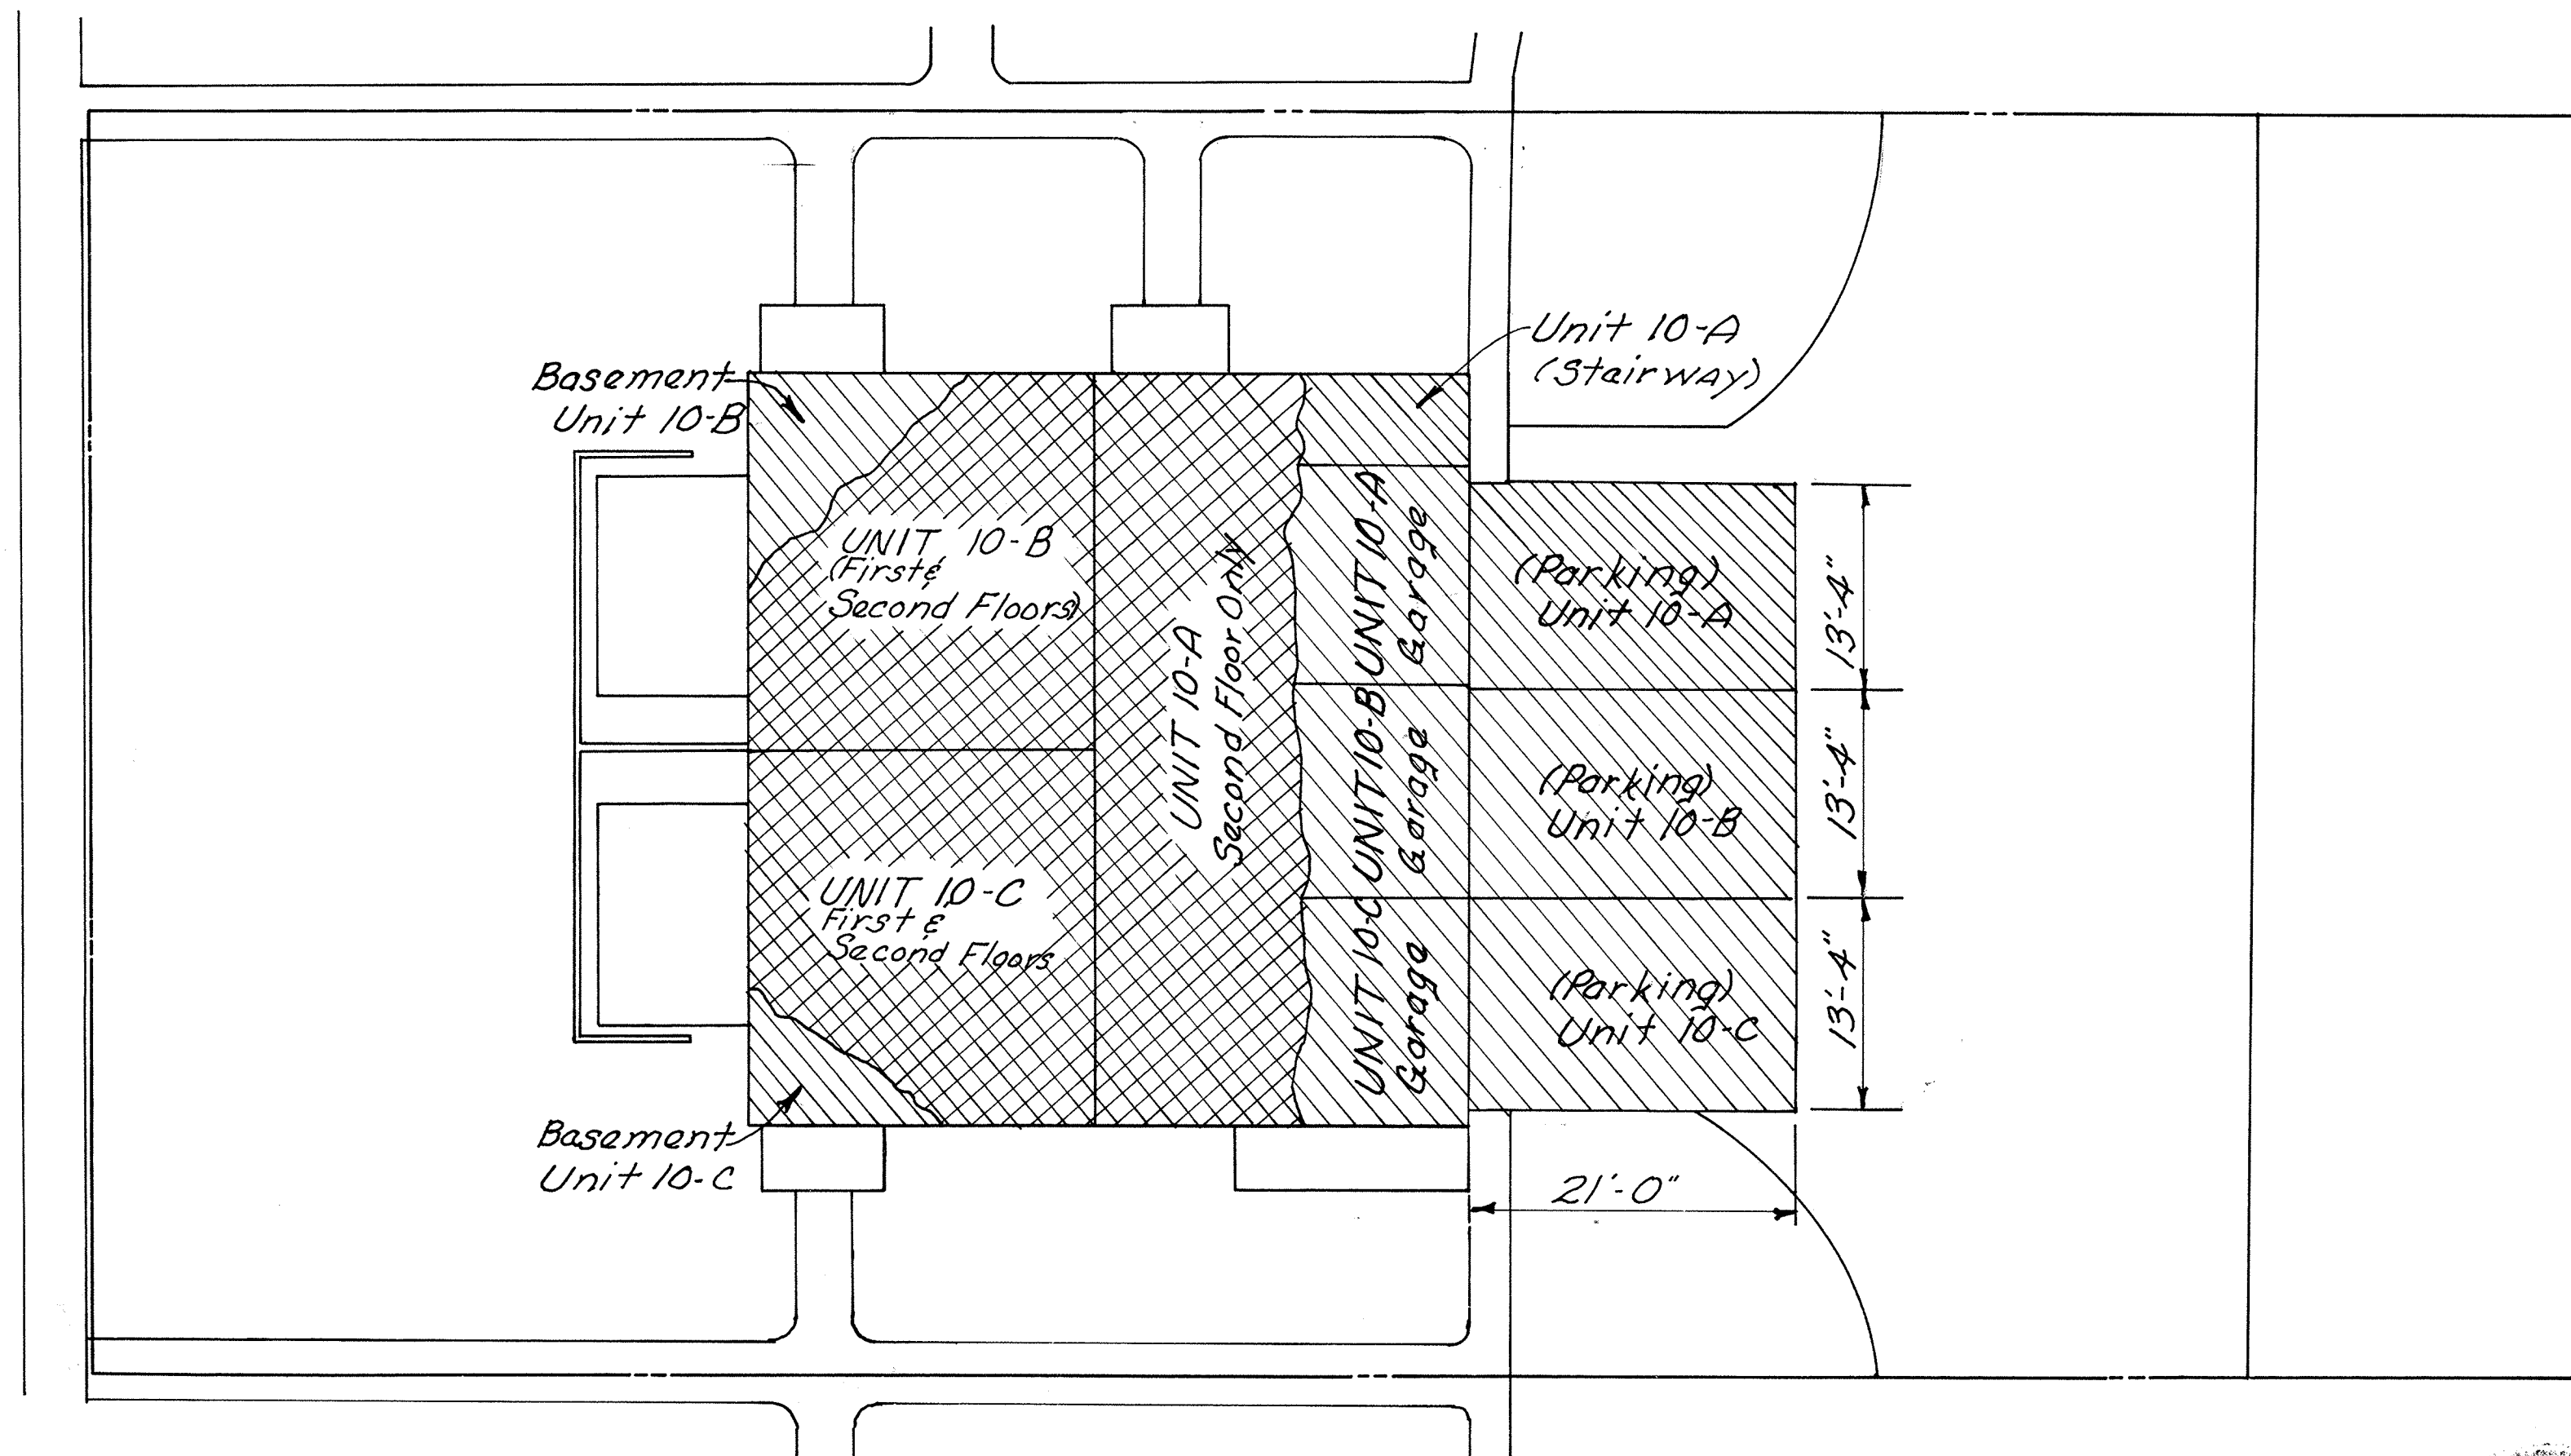 Unit 10-A
(Stairway)
Basement
Unit 10-B
UNIT 10-B
(First &
Second Floors)
UNIT 10-A
Second Floor Only
UNIT 10-A
Garage
UNIT 10-B
Garage
UNIT 10-C
Garage
(Parking)
Unit 10-A
13'-4"
(Parking)
Unit 10-B
13'-4"
(Parking)
Unit 10-C
13'-4"
UNIT 10-C
First &
Second Floors
Basement
Unit 10-C
21'-0"